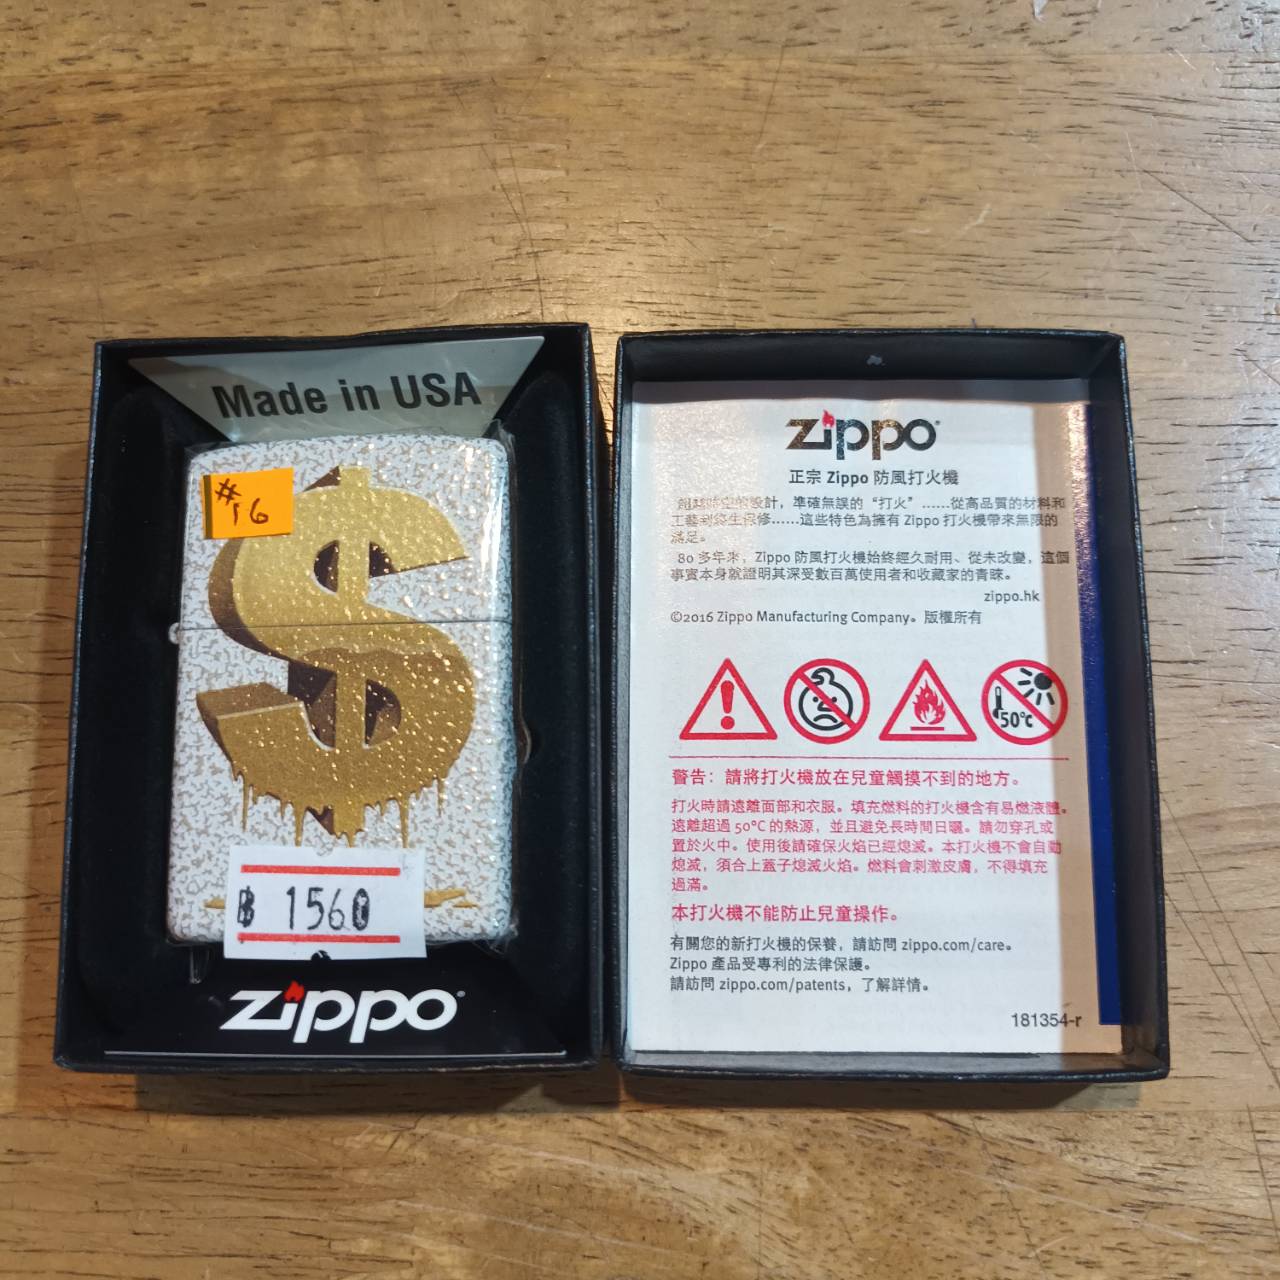 Made in USA
#16
$
฿ 1560
zippo
zippo
正宗 Zippo 防風打火機
超越時空的設計，準確無誤的“打火”……從高品質的材料和
工藝到終生保修……這些特色為擁有 Zippo 打火機帶來無限的
滿足。
80 多年來，Zippo 防風打火機始終經久耐用、從未改變，這個
事實本身就證明其深受數百萬使用者和收藏家的青睞。
zippo.hk
©2016 Zippo Manufacturing Company。版權所有
50°C
警告：請將打火機放在兒童觸摸不到的地方。
打火時請遠離面部和衣服。填充燃料的打火機含有易燃液體。
遠離超過 50°C 的熱源，並且避免長時間日曬。請勿穿孔或
置於火中。使用後請確保火焰已經熄滅。本打火機不會自動
熄滅，須合上蓋子熄滅火焰。燃料會刺激皮膚，不得填充
過滿。
本打火機不能防止兒童操作。
有關您的新打火機的保養，請訪問 zippo.com/care。
Zippo 產品受專利的法律保護。
請訪問 zippo.com/patents，了解詳情。
181354-r